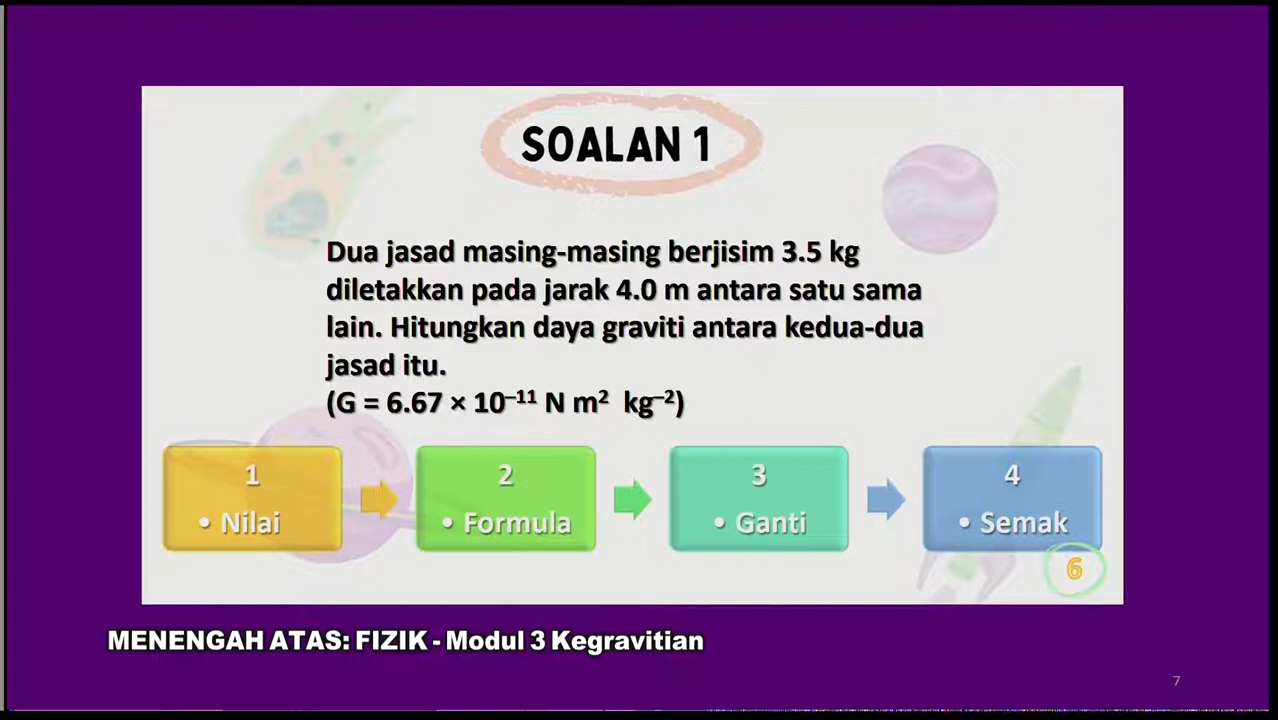 SOALAN 1
Dua jasad masing-masing berjisim 3.5 kg
diletakkan pada jarak 4.0 m antara satu sama
lain. Hitungkan daya graviti antara kedua-dua
jasad itu.
(G = 6.67 × 10⁻¹¹ N m² kg⁻²)
1
• Nilai
2
• Formula
3
• Ganti
4
• Semak
6
MENENGAH ATAS: FIZIK - Modul 3 Kegravitian
7